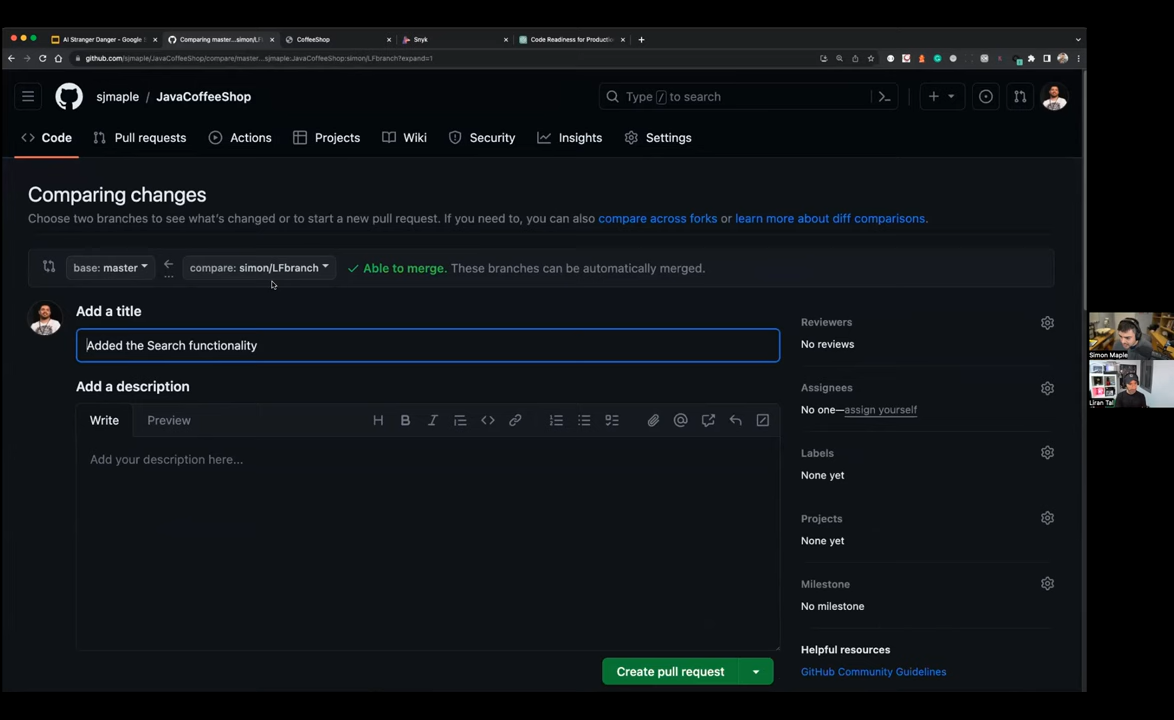 AI Stranger Danger - Google S
Comparing master...simon/LF
CoffeeShop
Snyk
Code Readiness for Productio
github.com/sjmaple/JavaCoffeeShop/compare/master...sjmaple:JavaCoffeeShop:simon/LFbranch?expand=1
sjmaple / JavaCoffeeShop
Type / to search
Code
Pull requests
Actions
Projects
Wiki
Security
Insights
Settings
Comparing changes
Choose two branches to see what's changed or to start a new pull request. If you need to, you can also compare across forks or learn more about diff comparisons.
base: master
compare: simon/LFbranch
Able to merge. These branches can be automatically merged.
Add a title
Added the Search functionality
Add a description
Write
Preview
Add your description here...
Create pull request
Reviewers
No reviews
Assignees
No one—assign yourself
Labels
None yet
Projects
None yet
Milestone
No milestone
Helpful resources
GitHub Community Guidelines
Simon Maple
Liran Tal